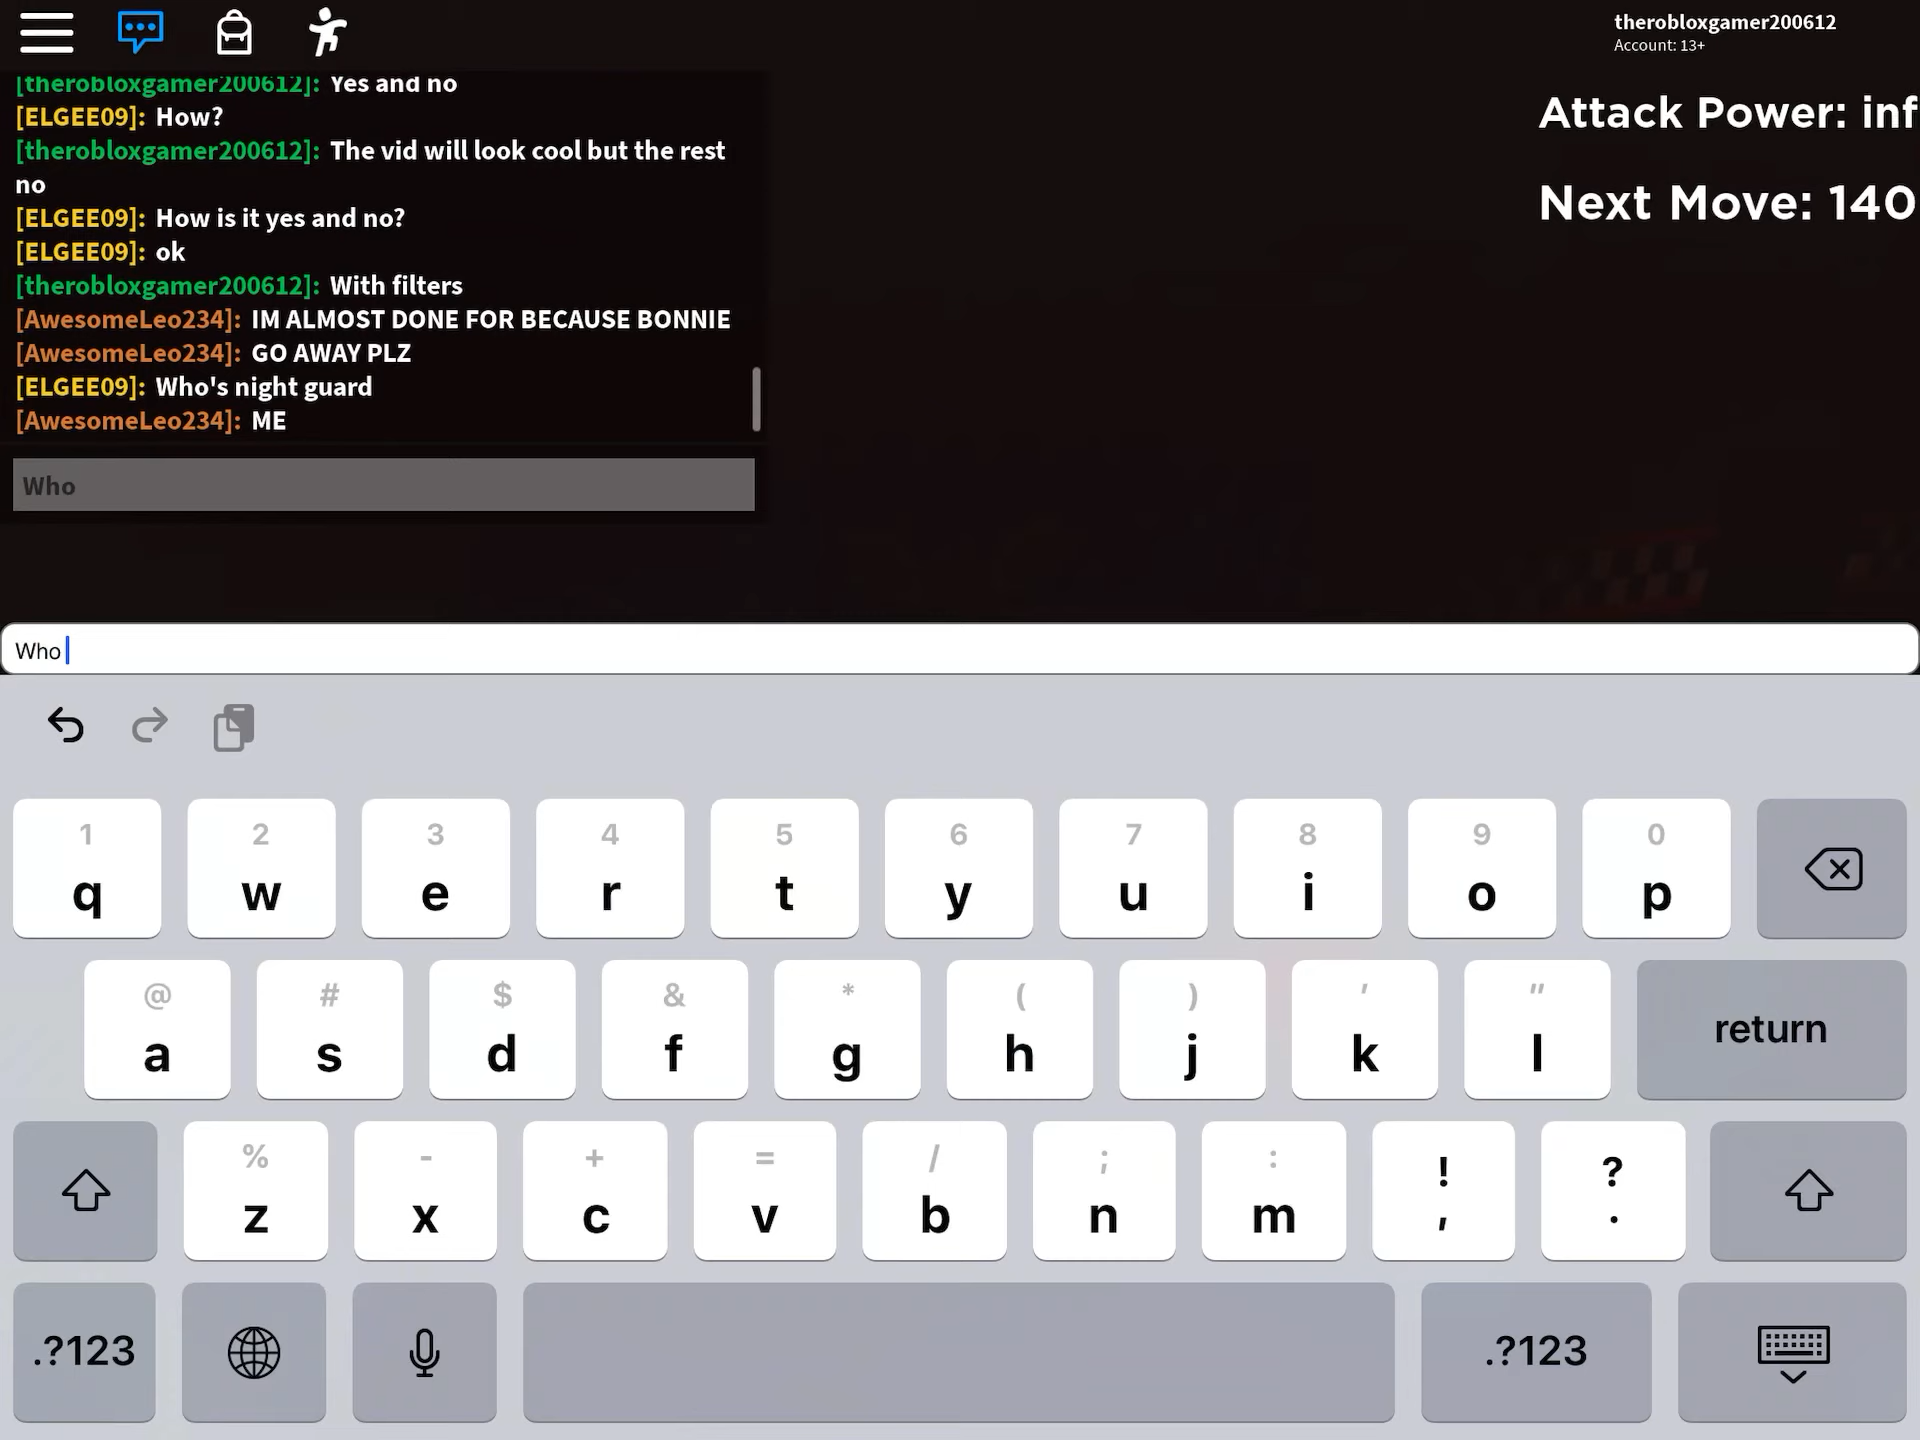 therobloxgamer200612
Account: 13+
[therobloxgamer200612]: Yes and no
[ELGEE09]: How?
[therobloxgamer200612]: The vid will look cool but the rest
no
[ELGEE09]: How is it yes and no?
[ELGEE09]: ok
[therobloxgamer200612]: With filters
[AwesomeLeo234]: IM ALMOST DONE FOR BECAUSE BONNIE
[AwesomeLeo234]: GO AWAY PLZ
[ELGEE09]: Who's night guard
[AwesomeLeo234]: ME
Who
Attack Power: inf
Next Move: 140
Who
1 2 3 4 5 6 7 8 9 0
q w e r t y u i o p
@ # $ & * ( ) ' "
a s d f g h j k l return
% - + = / ; : ! ?
z x c v b n m , .
.?123 .?123